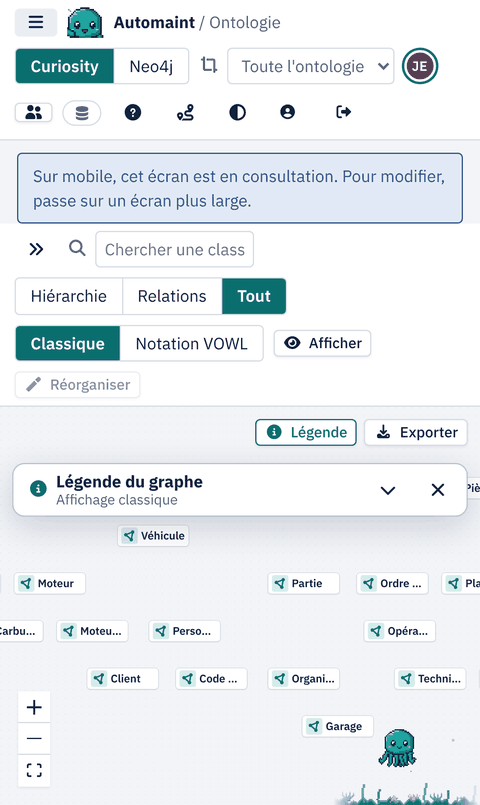 Automaint / Ontologie
Curiosity Neo4j Toute l'ontologie JE
Sur mobile, cet écran est en consultation. Pour modifier,
passe sur un écran plus large.
Chercher une class
Hiérarchie Relations Tout
Classique Notation VOWL Afficher
Réorganiser
Légende Exporter
Légende du graphe
Affichage classique
Véhicule
Moteur Partie Ordre ...
Moteu... Perso... Opéra...
Client Code ... Organi... Techni...
Garage